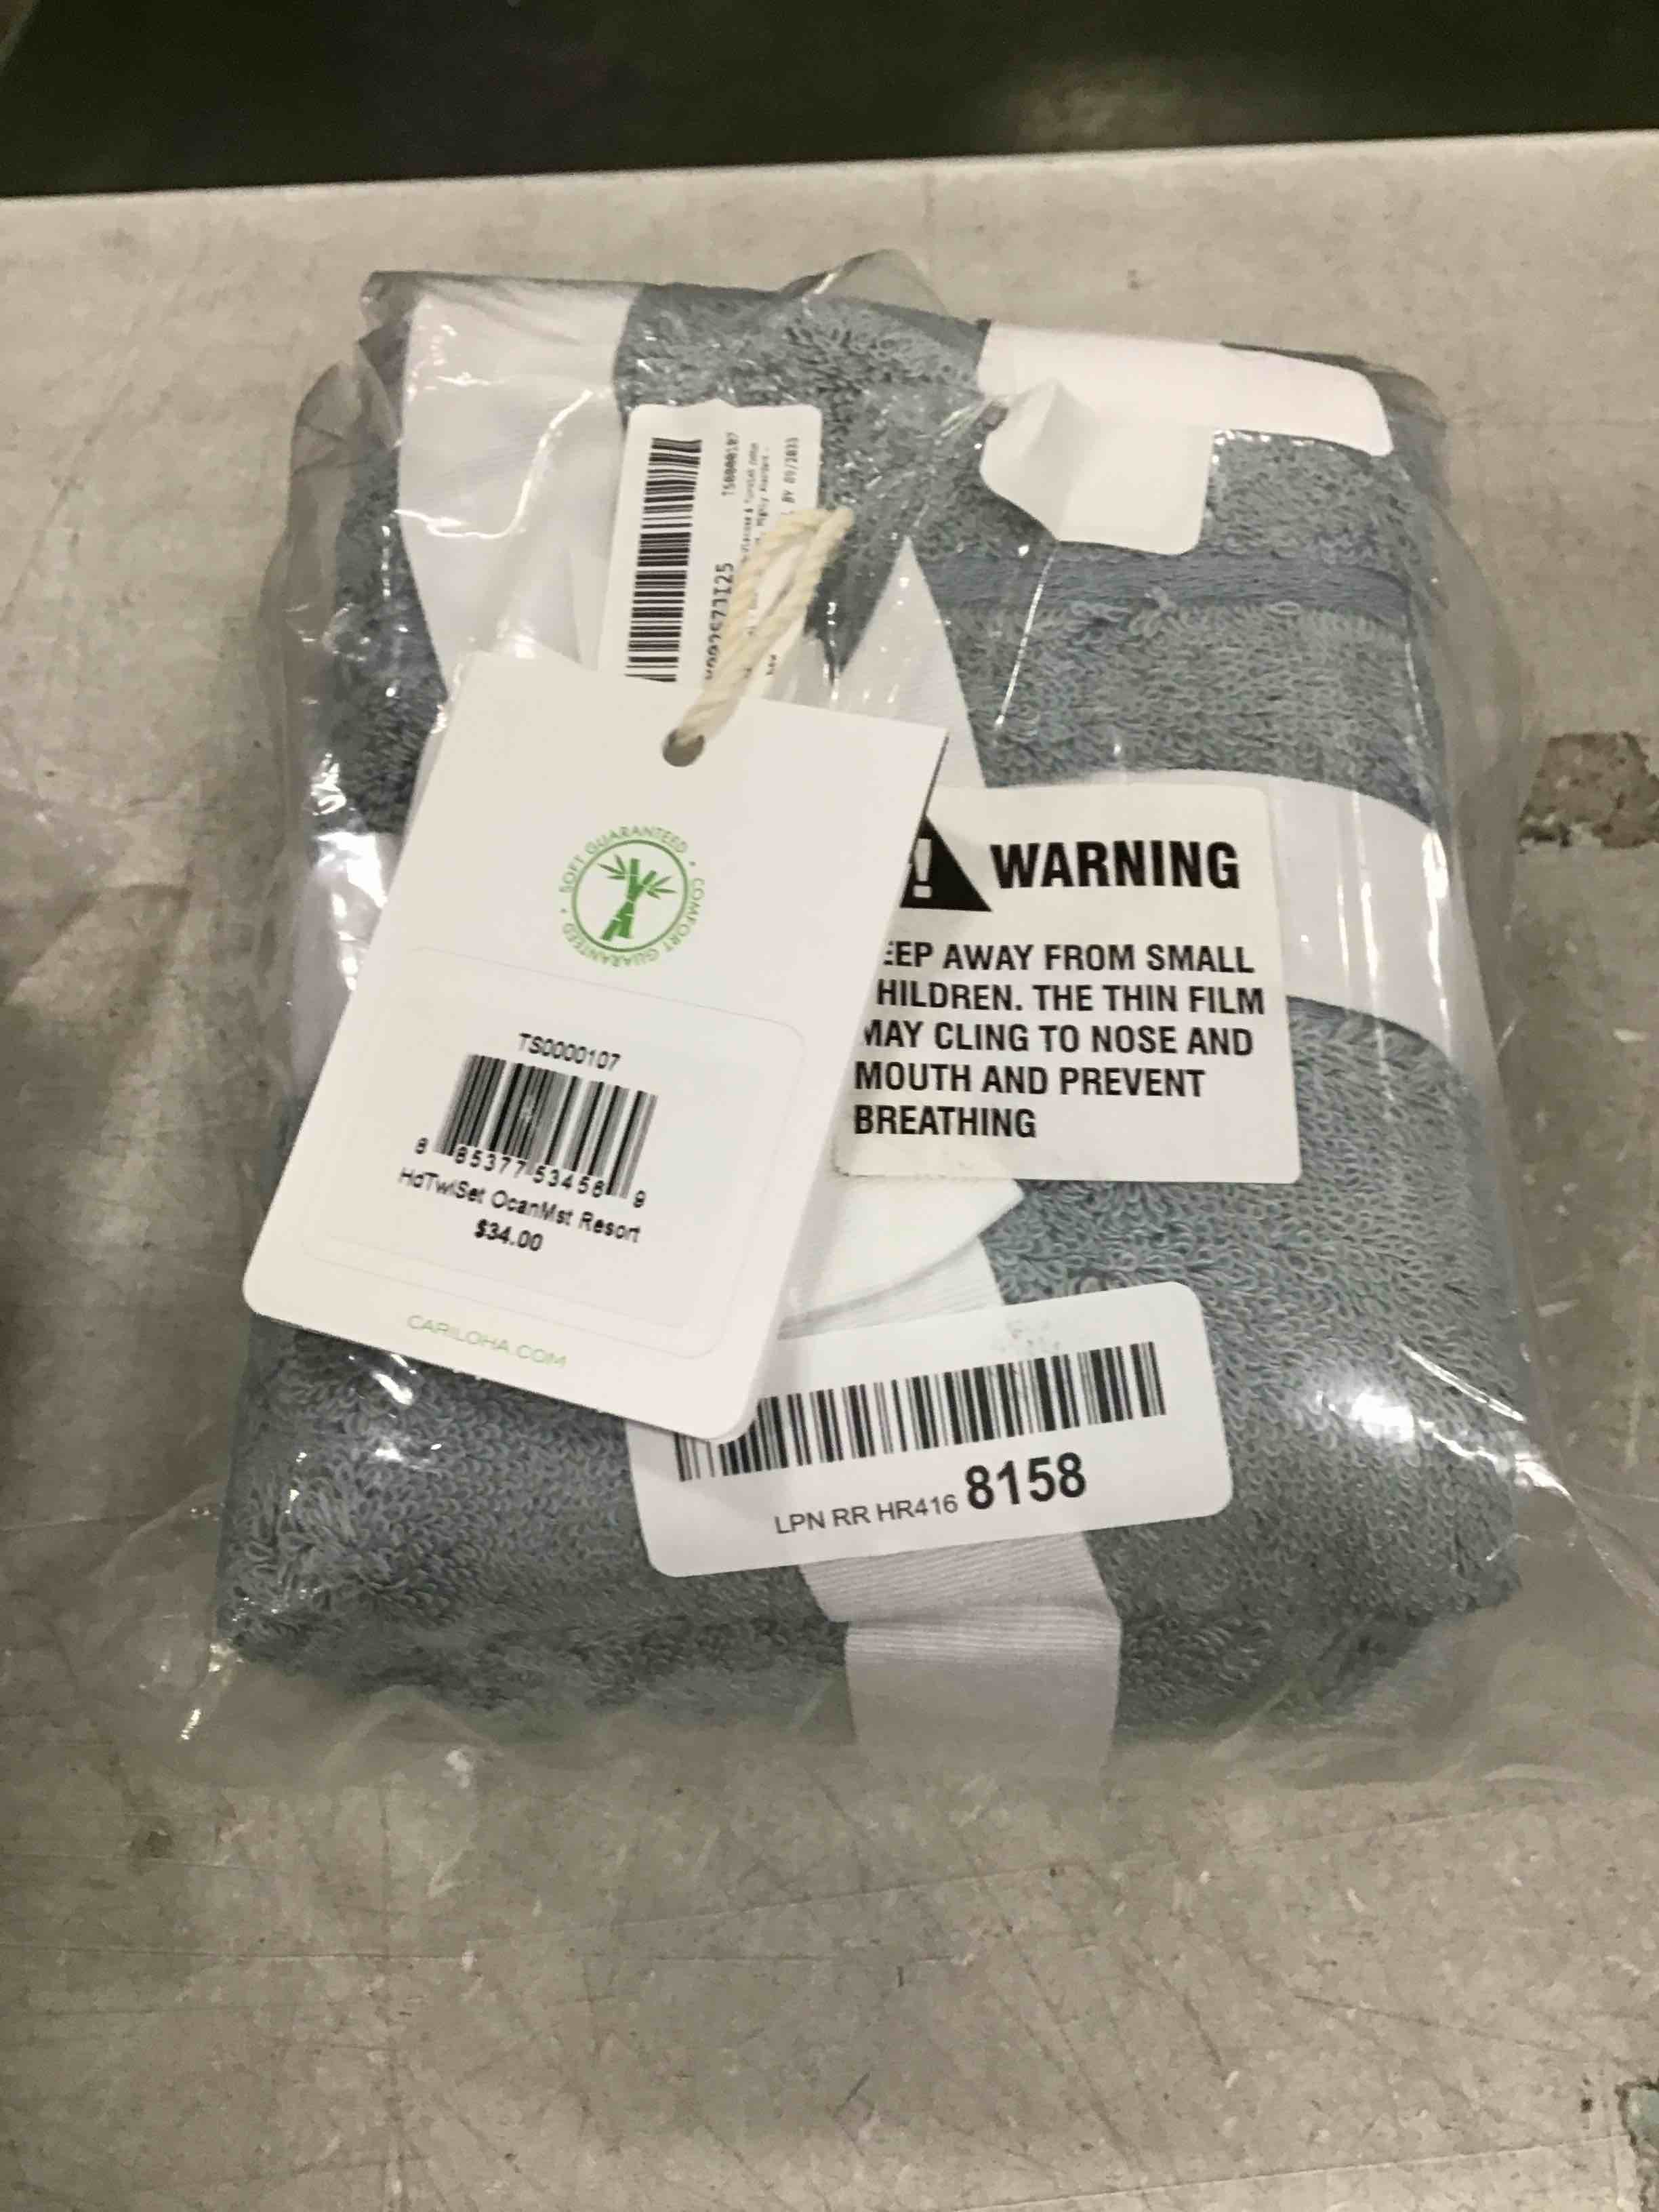 TS0000107
SOFT GUARANTEED • COMFORT GUARANTEED •
TS0000107
8 85377 53456 9
HdTwlSet OcanMst Resort
$34.00
CARILOHA.COM
WARNING
EEP AWAY FROM SMALL
HILDREN. THE THIN FILM
MAY CLING TO NOSE AND
MOUTH AND PREVENT
BREATHING
LPN RR HR416 8158